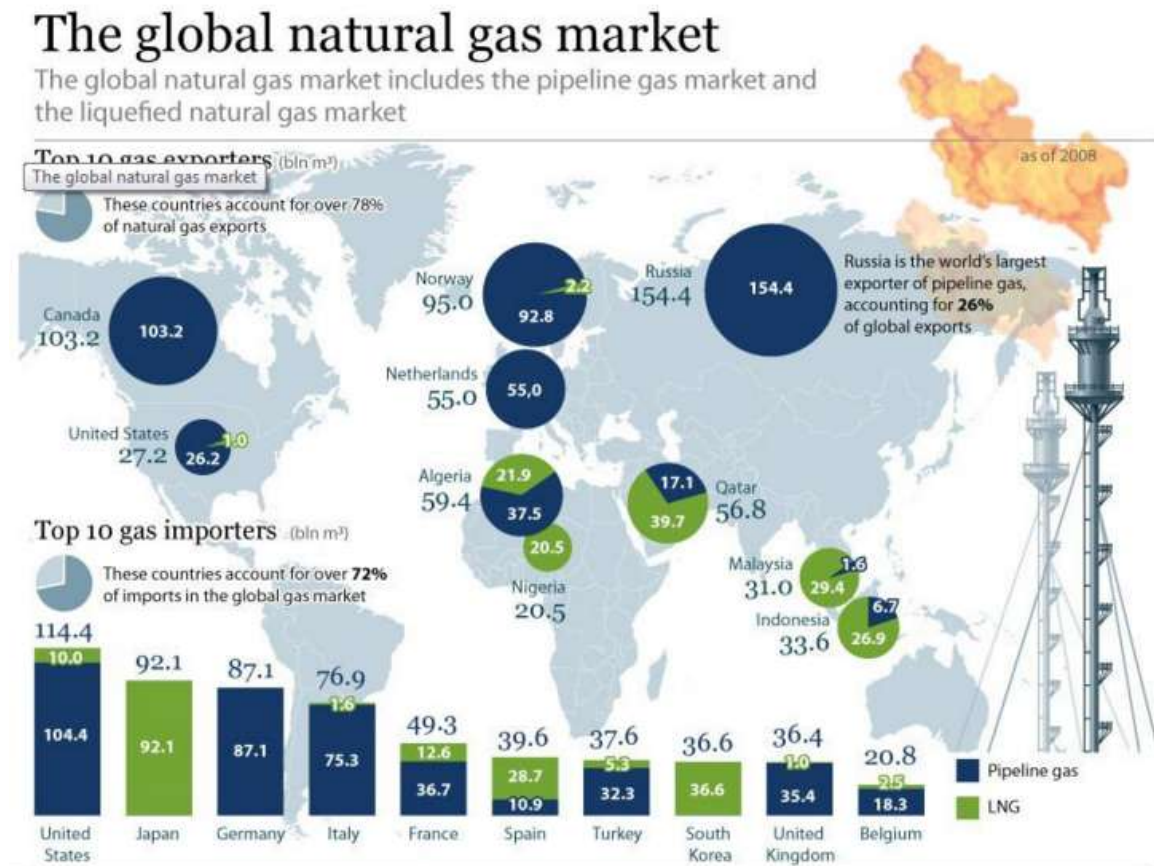 The global natural gas market
The global natural gas market includes the pipeline gas market and
the liquefied natural gas market
as of 2008
Top 10 gas exporters (bln m³)
The global natural gas market
These countries account for over 78%
of natural gas exports
Canada
103.2
103.2
United States
27.2
1.0
26.2
Norway
95.0
2.2
92.8
Netherlands
55.0
55,0
Russia
154.4
154.4
Russia is the world's largest
exporter of pipeline gas,
accounting for 26%
of global exports
Algeria
59.4
21.9
37.5
20.5
Nigeria
20.5
17.1
39.7
Qatar
56.8
Malaysia
31.0
1.6
29.4
Indonesia
33.6
6.7
26.9
Top 10 gas importers (bln m³)
These countries account for over 72%
of imports in the global gas market
114.4
10.0
104.4
United
States
92.1
92.1
Japan
87.1
87.1
Germany
76.9
1.6
75.3
Italy
49.3
12.6
36.7
France
39.6
28.7
10.9
Spain
37.6
5.3
32.3
Turkey
36.6
36.6
South
Korea
36.4
1.0
35.4
United
Kingdom
20.8
2.5
18.3
Belgium
Pipeline gas
LNG